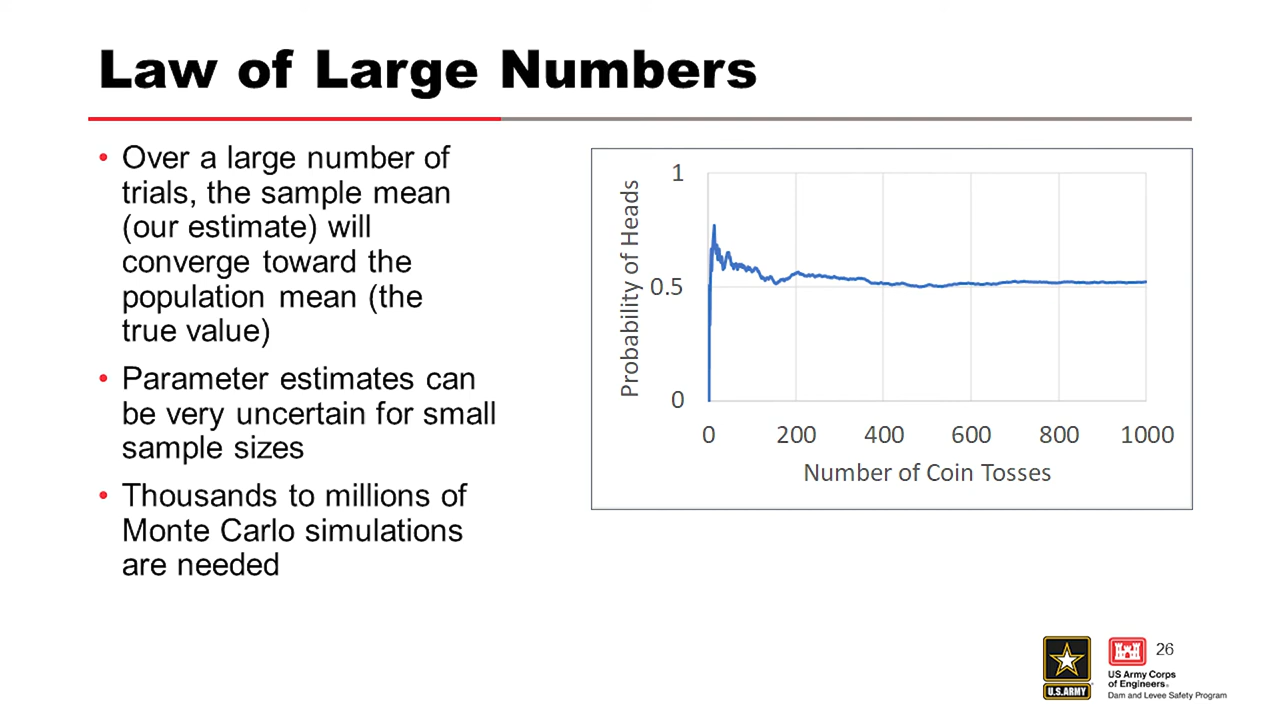 Law of Large Numbers
• Over a large number of
trials, the sample mean
(our estimate) will
converge toward the
population mean (the
true value)
• Parameter estimates can
be very uncertain for small
sample sizes
• Thousands to millions of
Monte Carlo simulations
are needed
Probability of Heads
1
0.5
0
0 200 400 600 800 1000
Number of Coin Tosses
U.S.ARMY
26
US Army Corps
of Engineers®
Dam and Levee Safety Program